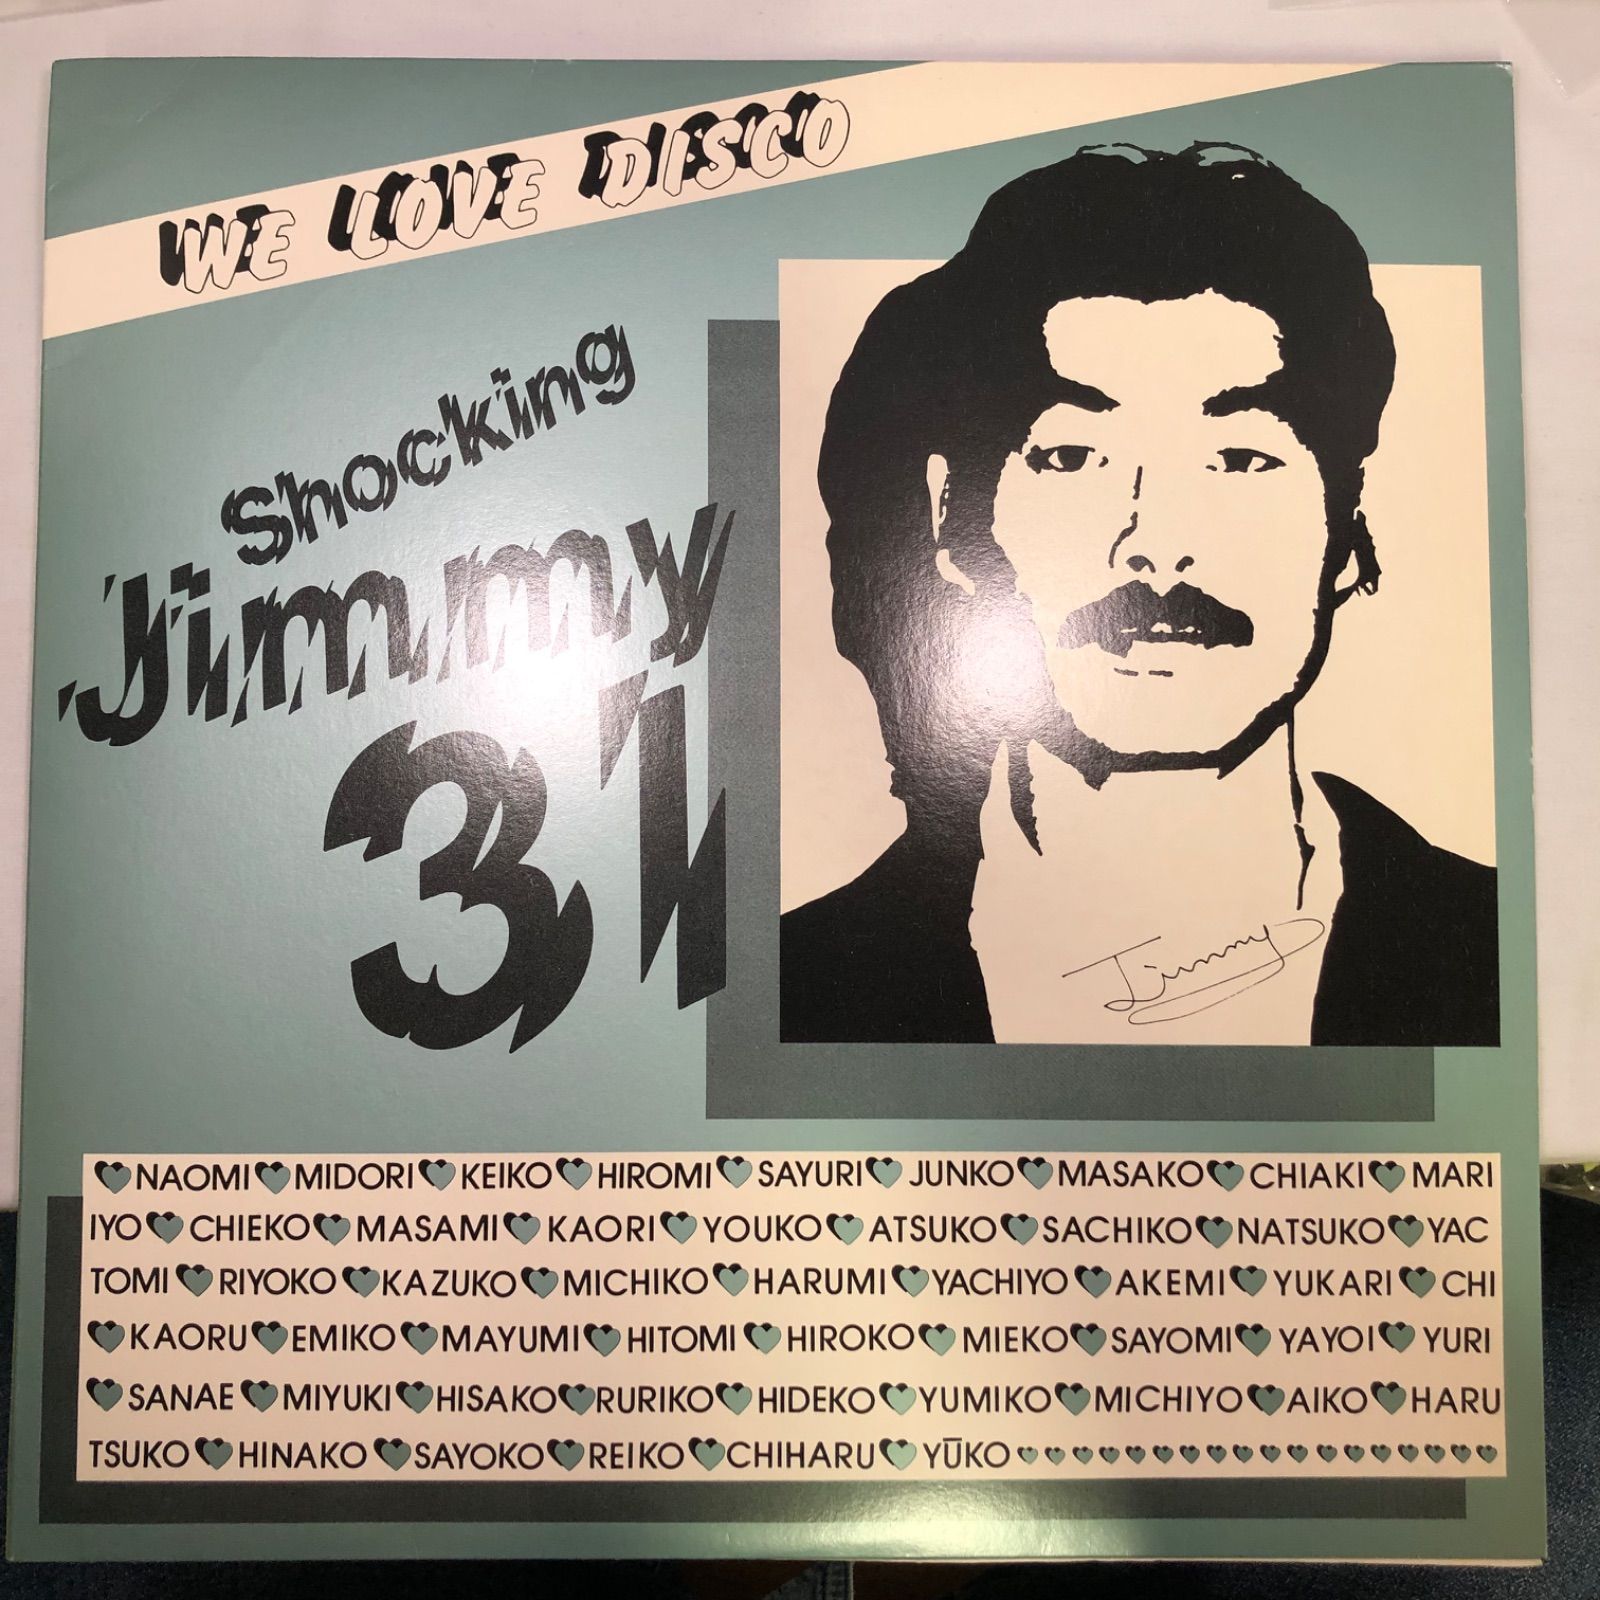 WE LOVE DISCO
Shocking
Jimmy
31
Jimmy
♥NAOMI♥MIDORI♥KEIKO♥HIROMI♥SAYURI♥JUNKO♥MASAKO♥CHIAKI♥MARI
IYO♥CHIEKO♥MASAMI♥KAORI♥YOUKO♥ATSUKO♥SACHIKO♥NATSUKO♥YAC
TOMI♥RIYOKO♥KAZUKO♥MICHIKO♥HARUMI♥YACHIYO♥AKEMI♥YUKARI♥CHI
♥KAORU♥EMIKO♥MAYUMI♥HITOMI♥HIROKO♥MIEKO♥SAYOMI♥YAYOI♥YURI
♥SANAE♥MIYUKI♥HISAKO♥RURIKO♥HIDEKO♥YUMIKO♥MICHIYO♥AIKO♥HARU
TSUKO♥HINAKO♥SAYOKO♥REIKO♥CHIHARU♥YŪKO♥♥♥♥♥♥♥♥♥♥♥♥♥♥♥♥♥♥